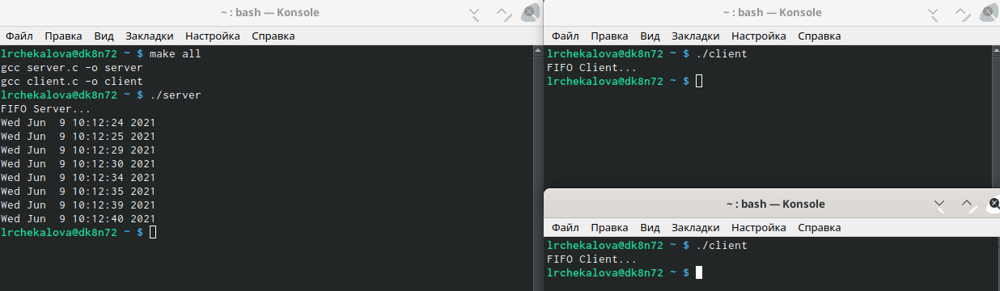 ~ : bash — Konsole
Файл Правка Вид Закладки Настройка Справка
lrchekalova@dk8n72 ~ $ make all
gcc server.c -o server
gcc client.c -o client
lrchekalova@dk8n72 ~ $ ./server
FIFO Server...
Wed Jun  9 10:12:24 2021
Wed Jun  9 10:12:25 2021
Wed Jun  9 10:12:29 2021
Wed Jun  9 10:12:30 2021
Wed Jun  9 10:12:34 2021
Wed Jun  9 10:12:35 2021
Wed Jun  9 10:12:39 2021
Wed Jun  9 10:12:40 2021
lrchekalova@dk8n72 ~ $
~ : bash — Konsole
Файл Правка Вид Закладки Настройка Справка
lrchekalova@dk8n72 ~ $ ./client
FIFO Client...
lrchekalova@dk8n72 ~ $
~ : bash — Konsole
Файл Правка Вид Закладки Настройка Справка
lrchekalova@dk8n72 ~ $ ./client
FIFO Client...
lrchekalova@dk8n72 ~ $